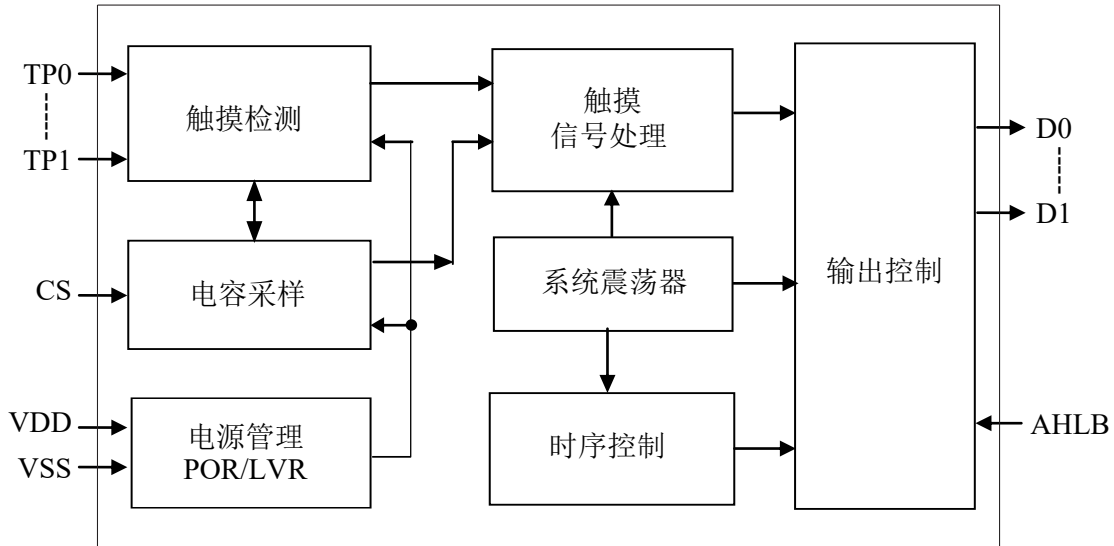 TP0
TP1
CS
VDD
VSS
触摸检测
电容采样
电源管理
POR/LVR
触摸
信号处理
系统震荡器
时序控制
输出控制
D0
D1
AHLB